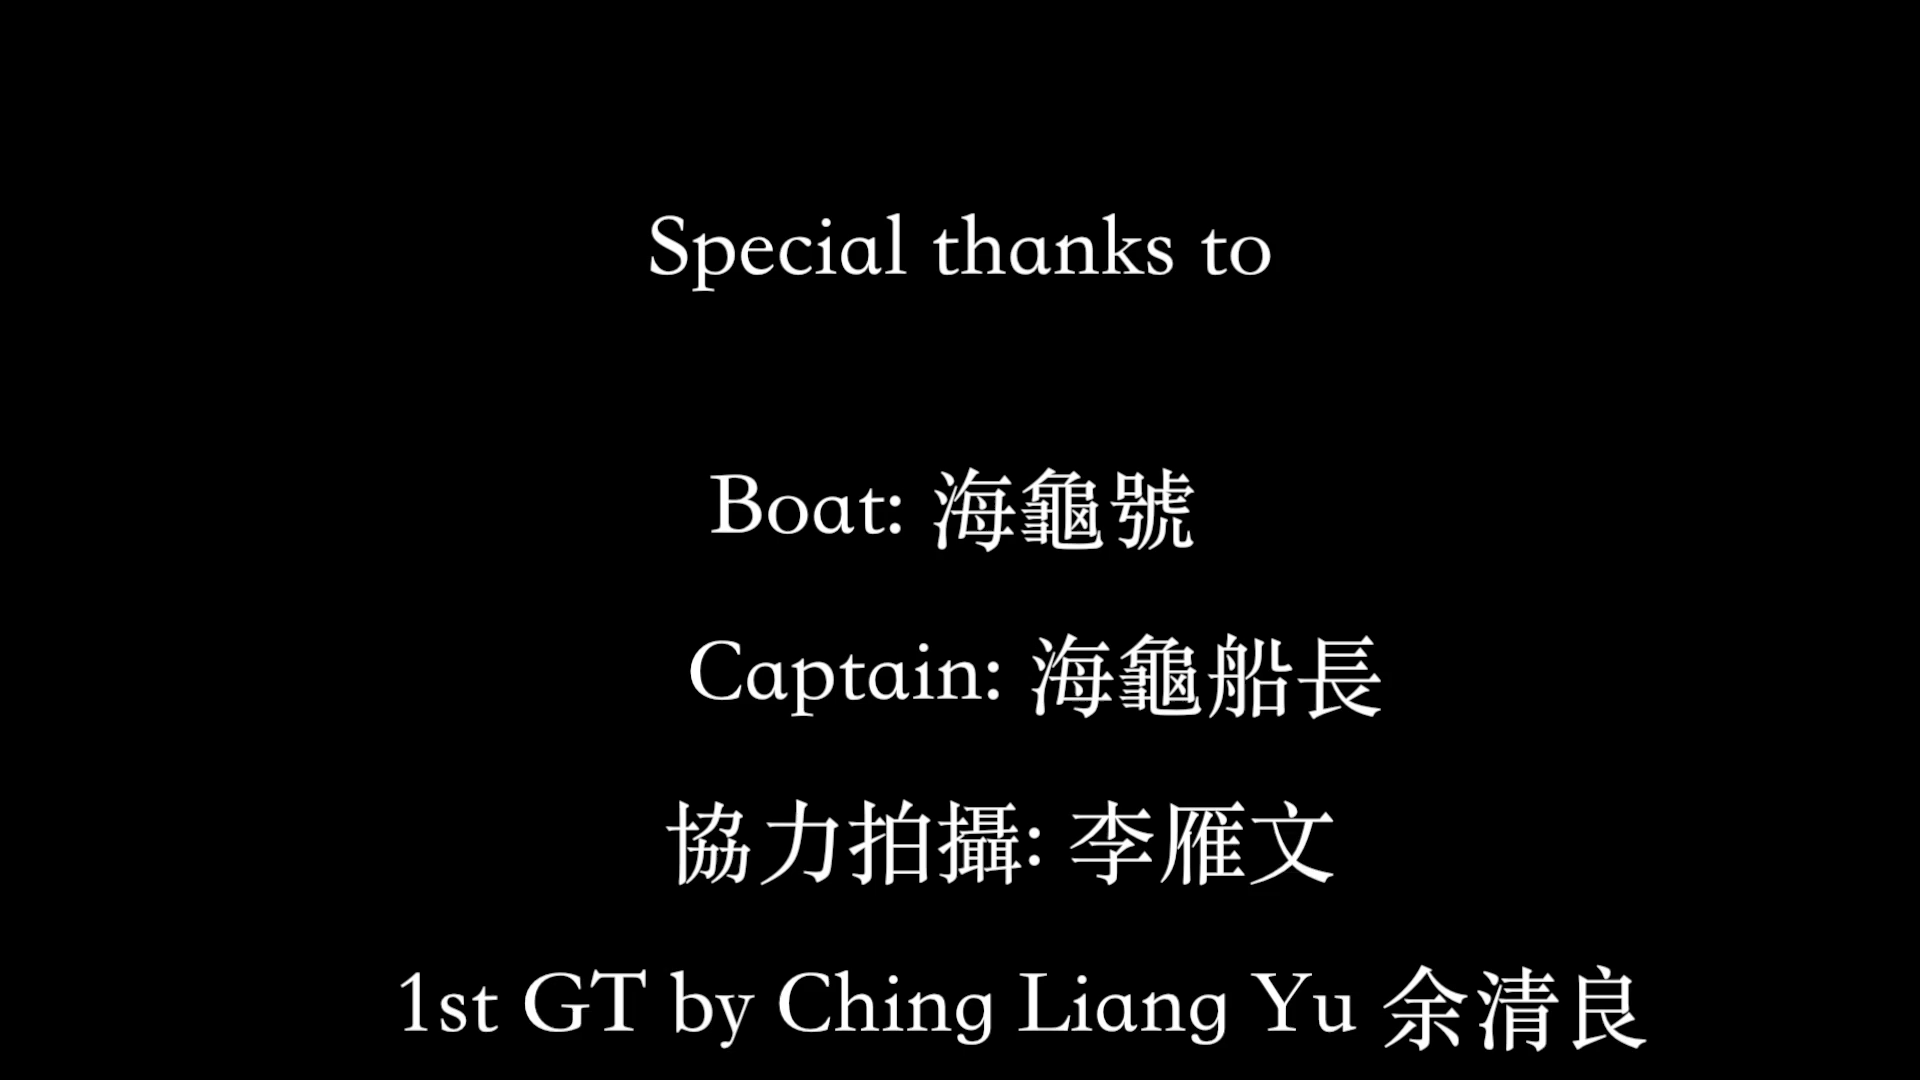 Special thanks to
Boat: 海龜號
Captain: 海龜船長
協力拍攝: 李雁文
1st GT by Ching Liang Yu 余清良